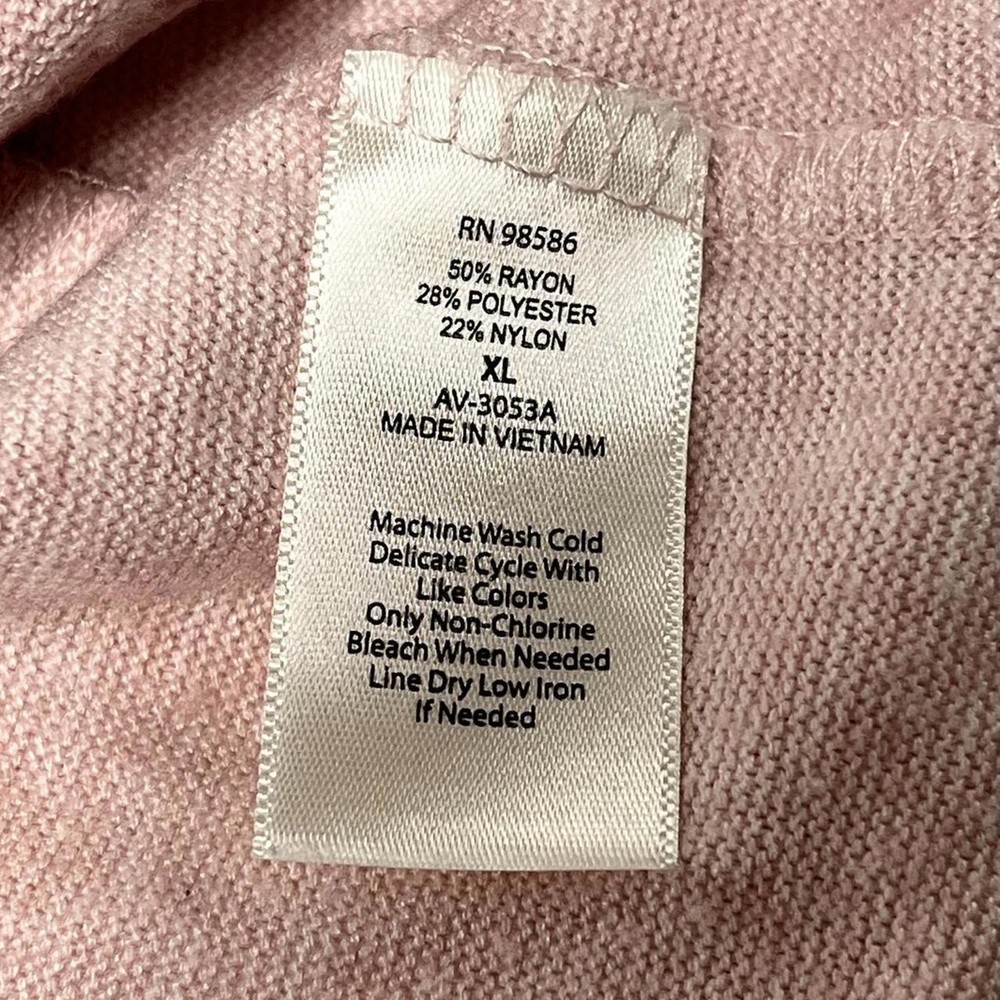 RN 98586
50% RAYON
28% POLYESTER
22% NYLON
XL
AV-3053A
MADE IN VIETNAM
Machine Wash Cold
Delicate Cycle With
Like Colors
Only Non-Chlorine
Bleach When Needed
Line Dry Low Iron
If Needed